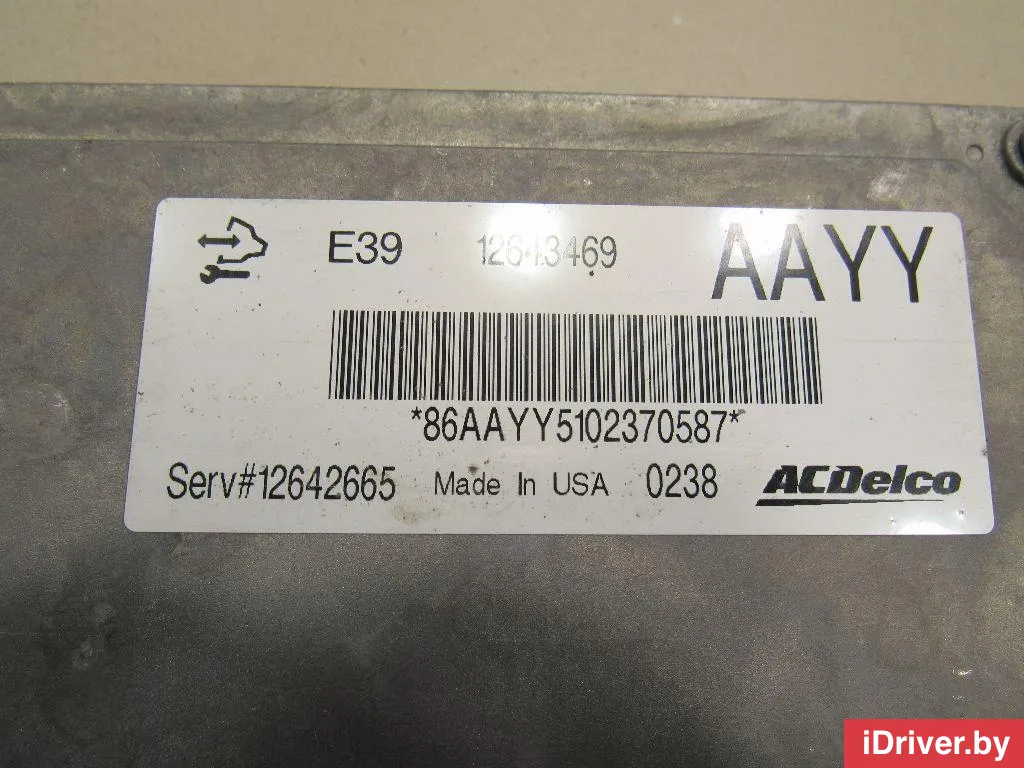 E39 12643469 AAYY
*86AAYY5102370587*
Serv#12642665 Made In USA 0238 ACDelco
iDriver.by